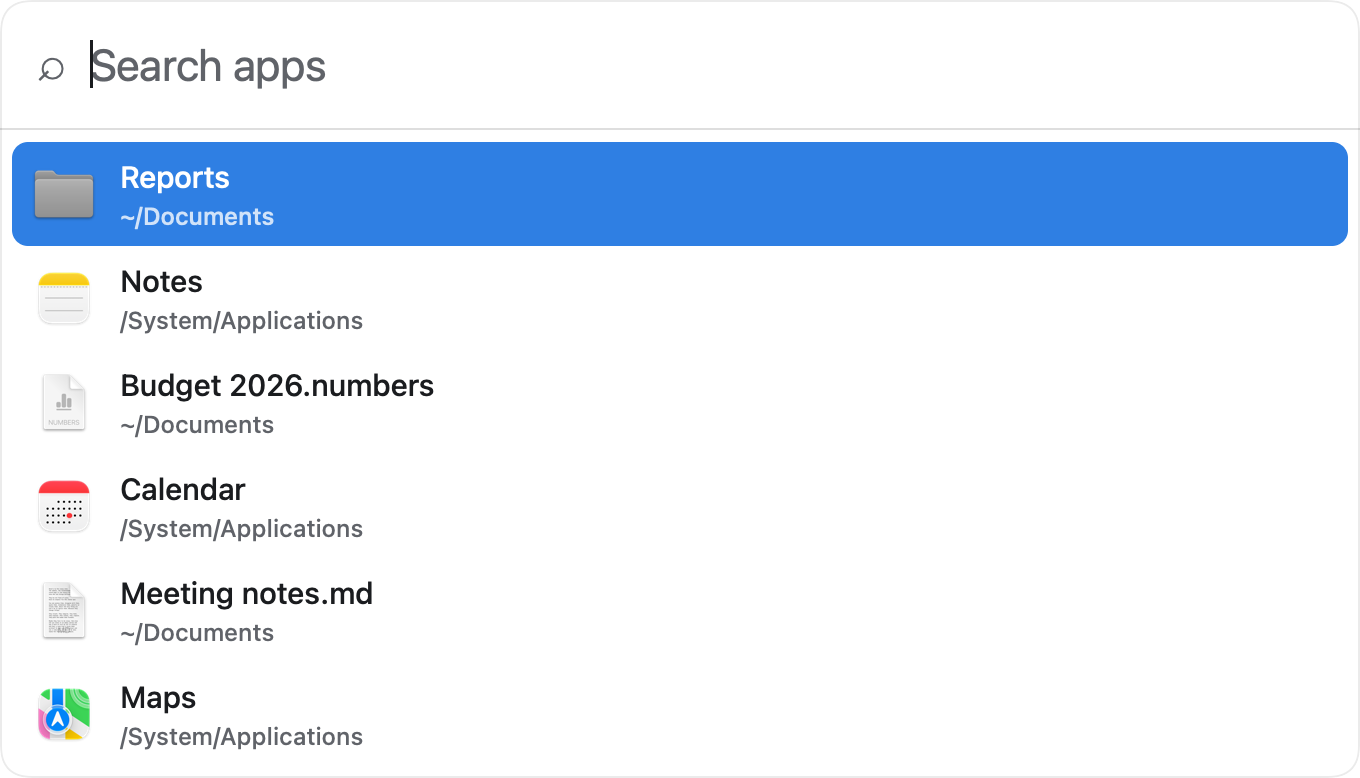 Search apps
Reports
~/Documents
Notes
/System/Applications
Budget 2026.numbers
NUMBERS
~/Documents
Calendar
/System/Applications
Meeting notes.md
~/Documents
Maps
/System/Applications